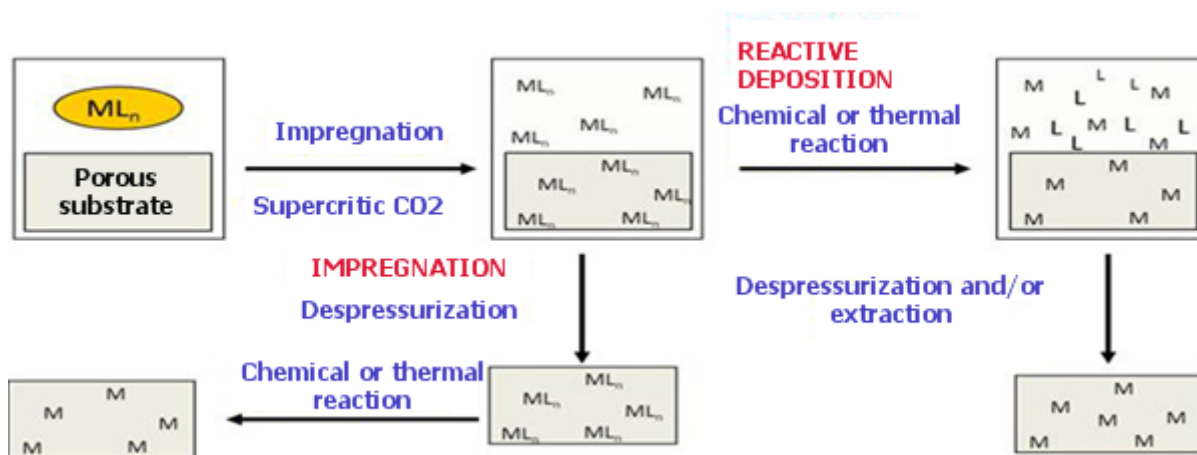 MLn
Porous
substrate
Impregnation
Supercritic CO2
MLn
MLn
MLn
MLn
MLn
MLn
MLn
MLn
MLn
REACTIVE
DEPOSITION
Chemical or thermal
reaction
M
L
L
L
M
M
L
L
M
L
L
L
M
M
M
M
M
M
M
IMPREGNATION
Despressurization
Despressurization and/or
extraction
Chemical or thermal
reaction
M
M
M
M
M
MLn
MLn
MLn
MLn
MLn
M
M
M
M
M
M